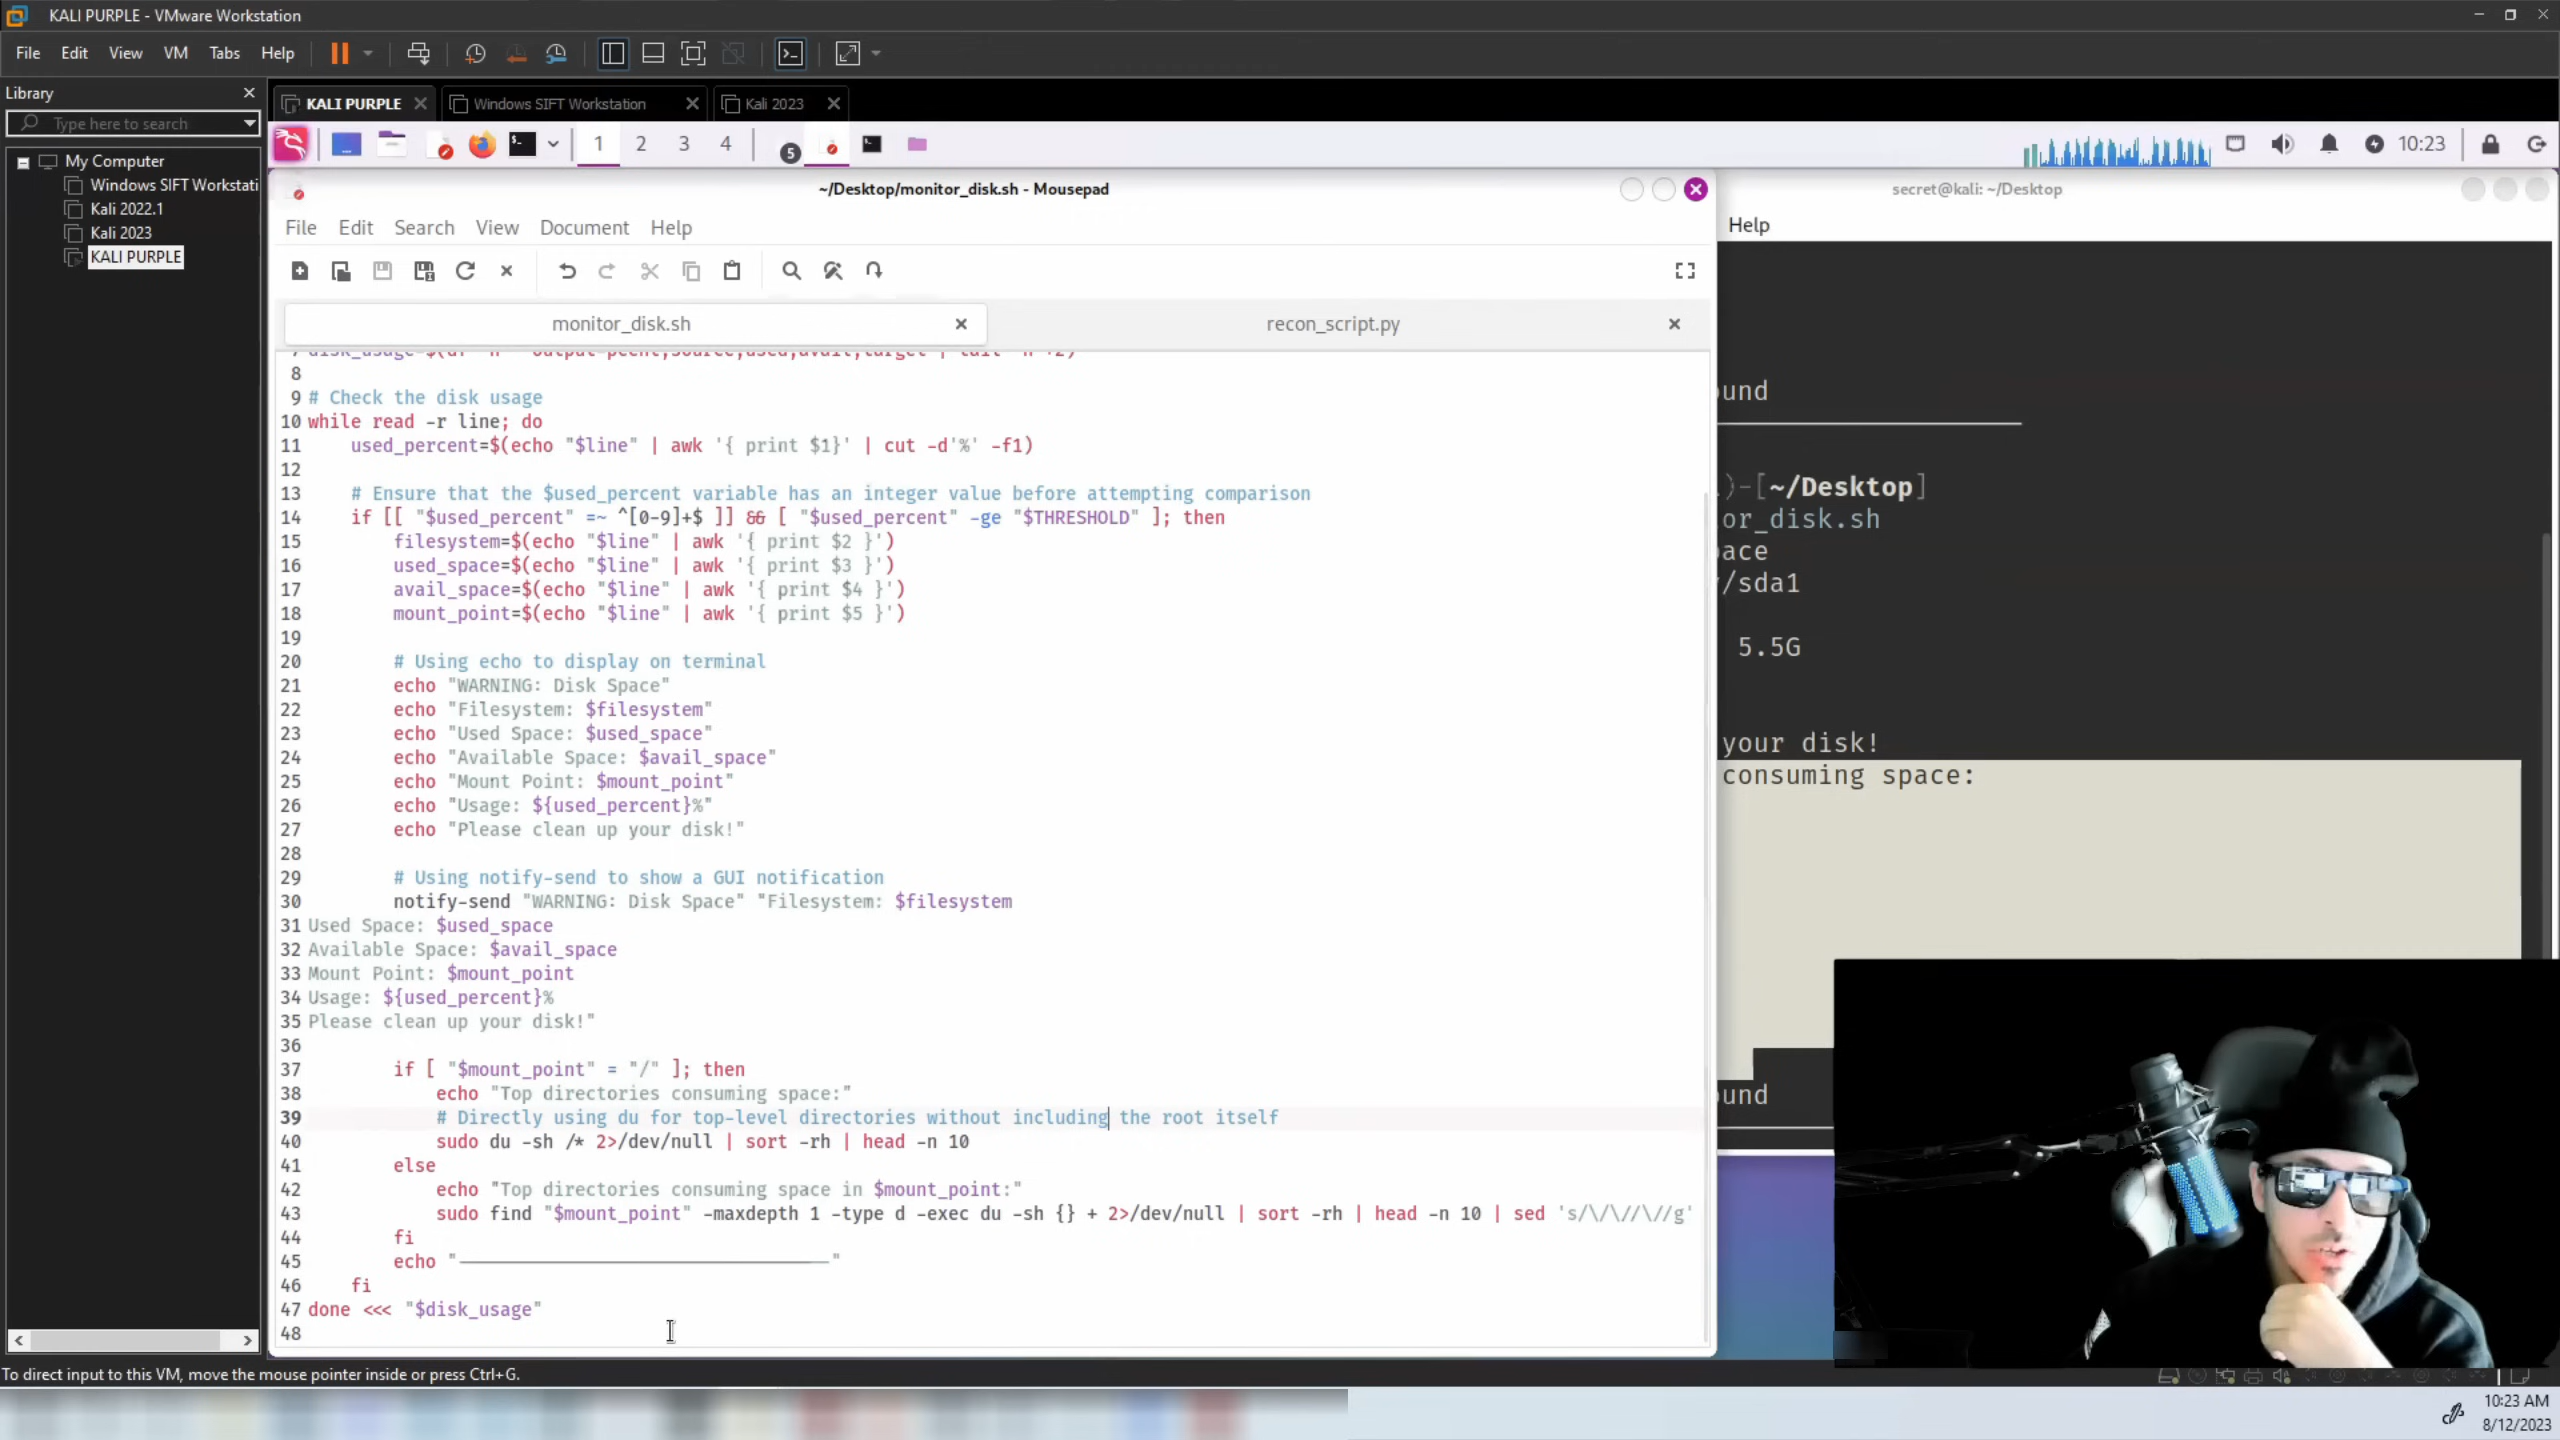 KALI PURPLE - VMware Workstation
File Edit View VM Tabs Help
Library
Type here to search
My Computer
Windows SIFT Workstati
Kali 2022.1
Kali 2023
KALI PURPLE
KALI PURPLE Windows SIFT Workstation Kali 2023
1 2 3 4 5 10:23
~/Desktop/monitor_disk.sh - Mousepad
File Edit Search View Document Help
monitor_disk.sh recon_script.py
8
9 # Check the disk usage
10 while read -r line; do
11 used_percent=$(echo "$line" | awk '{ print $1}' | cut -d'%' -f1)
12
13 # Ensure that the $used_percent variable has an integer value before attempting comparison
14 if [[ "$used_percent" =~ ^[0-9]+$ ]] && [ "$used_percent" -ge "$THRESHOLD" ]; then
15 filesystem=$(echo "$line" | awk '{ print $2 }')
16 used_space=$(echo "$line" | awk '{ print $3 }')
17 avail_space=$(echo "$line" | awk '{ print $4 }')
18 mount_point=$(echo "$line" | awk '{ print $5 }')
19
20 # Using echo to display on terminal
21 echo "WARNING: Disk Space"
22 echo "Filesystem: $filesystem"
23 echo "Used Space: $used_space"
24 echo "Available Space: $avail_space"
25 echo "Mount Point: $mount_point"
26 echo "Usage: ${used_percent}%"
27 echo "Please clean up your disk!"
28
29 # Using notify-send to show a GUI notification
30 notify-send "WARNING: Disk Space" "Filesystem: $filesystem
31 Used Space: $used_space
32 Available Space: $avail_space
33 Mount Point: $mount_point
34 Usage: ${used_percent}%
35 Please clean up your disk!"
36
37 if [ "$mount_point" = "/" ]; then
38 echo "Top directories consuming space:"
39 # Directly using du for top-level directories without including the root itself
40 sudo du -sh /* 2>/dev/null | sort -rh | head -n 10
41 else
42 echo "Top directories consuming space in $mount_point:"
43 sudo find "$mount_point" -maxdepth 1 -type d -exec du -sh {} + 2>/dev/null | sort -rh | head -n 10 | sed 's/\/\//\//g'
44 fi
45 echo "-----------------------------------"
46 fi
47 done <<< "$disk_usage"
48
secret@kali: ~/Desktop
Help
ound
)-[~/Desktop]
or_disk.sh
pace
/sda1
5.5G
your disk!
consuming space:
ound
To direct input to this VM, move the mouse pointer inside or press Ctrl+G.
10:23 AM
8/12/2023